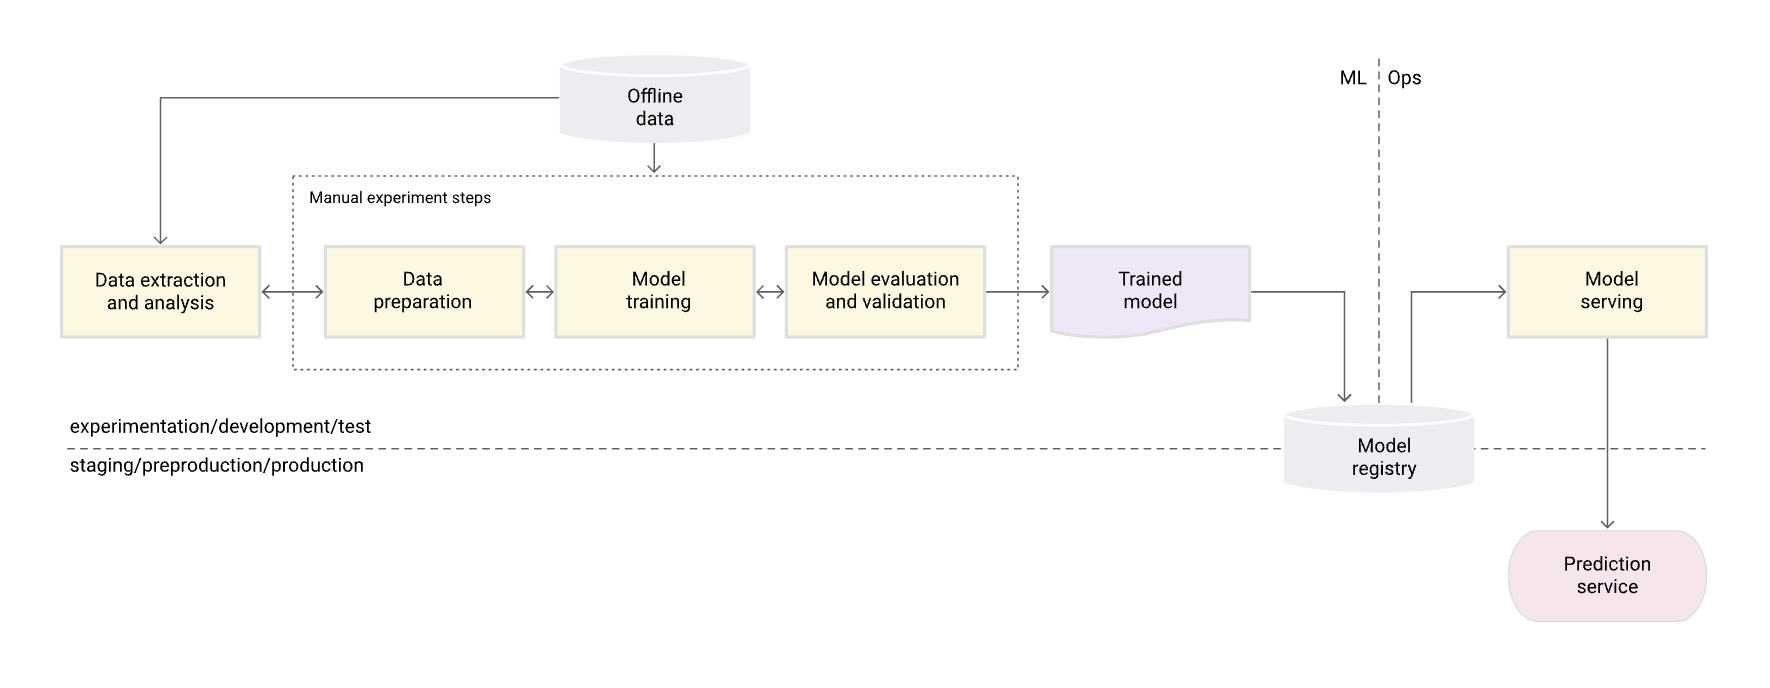 Offline
data
ML
Ops
Manual experiment steps
Data extraction
and analysis
Data
preparation
Model
training
Model evaluation
and validation
Trained
model
Model
serving
experimentation/development/test
staging/preproduction/production
Model
registry
Prediction
service